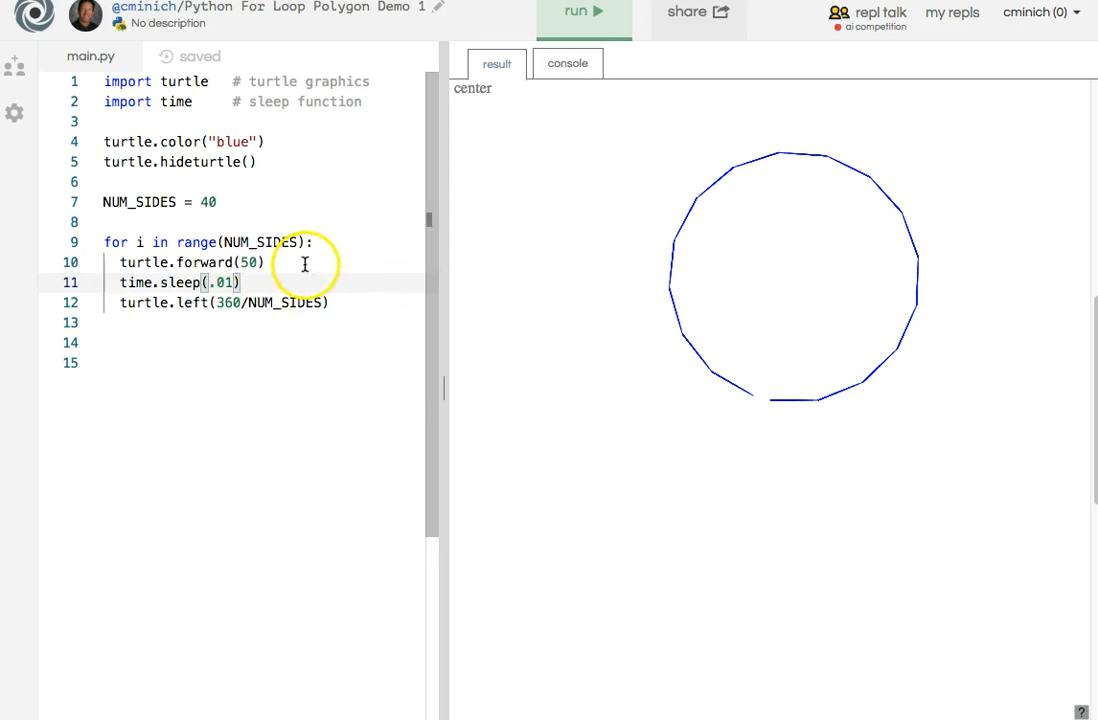 @cminich/Python For Loop Polygon Demo 1
No description
run
share
repl talk
ai competition
my repls
cminich (0)
main.py
saved
result
console
1 import turtle # turtle graphics
2 import time # sleep function
3
4 turtle.color("blue")
5 turtle.hideturtle()
6
7 NUM_SIDES = 40
8
9 for i in range(NUM_SIDES):
10 turtle.forward(50)
11 time.sleep(.01)
12 turtle.left(360/NUM_SIDES)
13
14
15
center
?